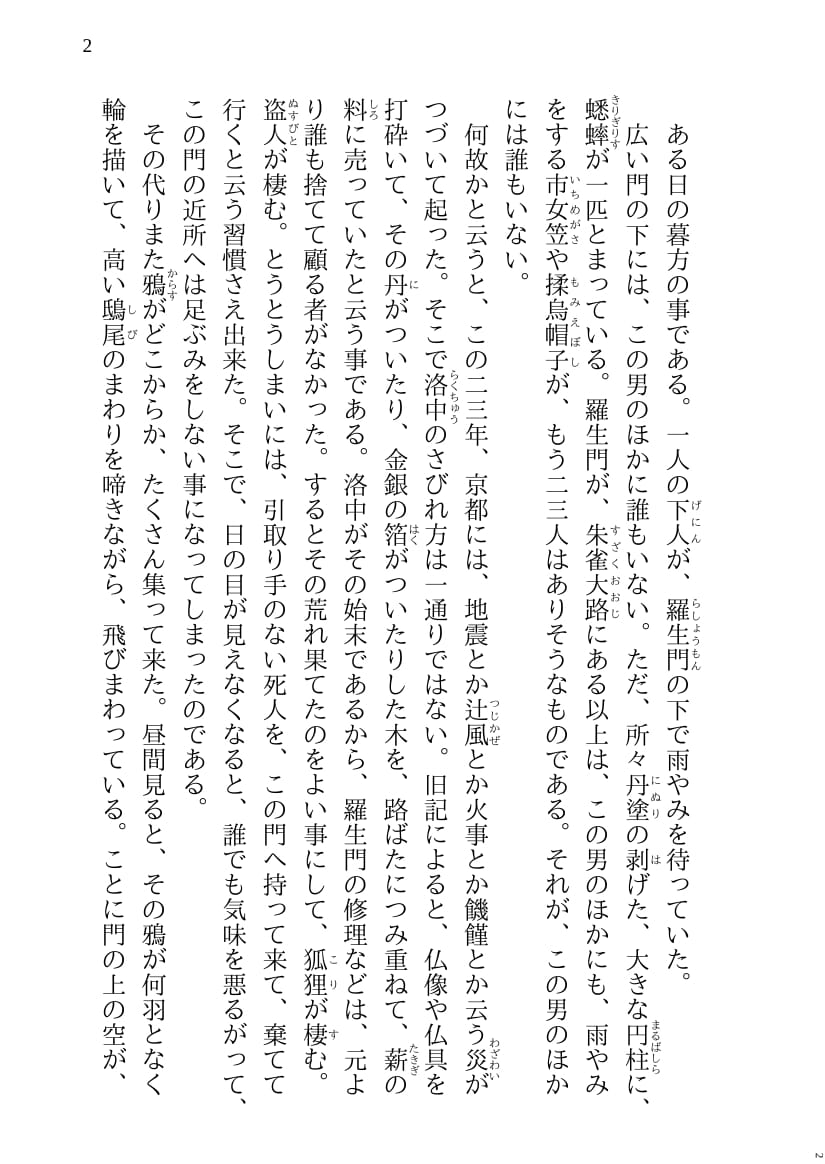 2
ある日の暮方の事である。一人の下人が、羅生門の下で雨やみを待っていた。
広い門の下には、この男のほかに誰もいない。ただ、所々丹塗の剥げた、大きな円柱に、
蟋蟀が一匹とまっている。羅生門が、朱雀大路にある以上は、この男のほかにも、雨やみ
をする市女笠や揉烏帽子が、もう二三人はありそうなものである。それが、この男のほか
には誰もいない。
何故かと云うと、この二三年、京都には、地震とか辻風とか火事とか饑饉とか云う災が
つづいて起った。そこで洛中のさびれ方は一通りではない。旧記によると、仏像や仏具を
打砕いて、その丹がついたり、金銀の箔がついたりした木を、路ばたにつみ重ねて、薪の
料に売っていたと云う事である。洛中がその始末であるから、羅生門の修理などは、元よ
り誰も捨てて顧る者がなかった。するとその荒れ果てたのをよい事にして、狐狸が棲む。
盗人が棲む。とうとうしまいには、引取り手のない死人を、この門へ持って来て、棄てて
行くと云う習慣さえ出来た。そこで、日の目が見えなくなると、誰でも気味を悪るがって、
この門の近所へは足ぶみをしない事になってしまったのである。
その代りまた鴉がどこからか、たくさん集って来た。昼間見ると、その鴉が何羽となく
輪を描いて、高い鴟尾のまわりを啼きながら、飛びまわっている。ことに門の上の空が、
2